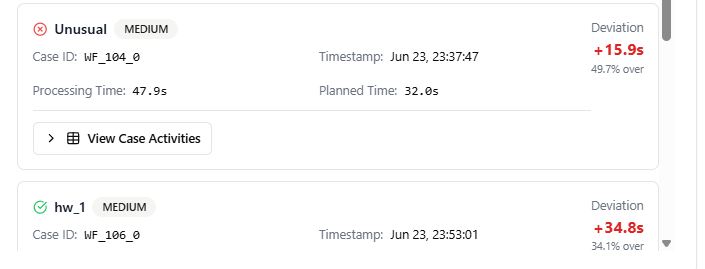 Unusual MEDIUM Deviation
+15.9s
Case ID: WF_104_0 Timestamp: Jun 23, 23:37:47
49.7% over
Processing Time: 47.9s Planned Time: 32.0s
View Case Activities
hw_1 MEDIUM Deviation
+34.8s
Case ID: WF_106_0 Timestamp: Jun 23, 23:53:01
34.1% over